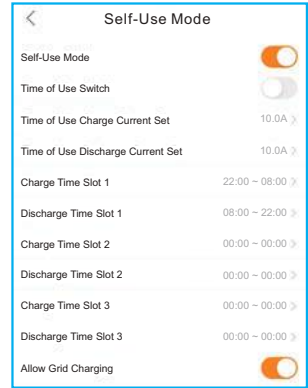 Self-Use Mode
Self-Use Mode
Time of Use Switch
Time of Use Charge Current Set 10.0A
Time of Use Discharge Current Set 10.0A
Charge Time Slot 1 22:00 ~ 08:00
Discharge Time Slot 1 08:00 ~ 22:00
Charge Time Slot 2 00:00 ~ 00:00
Discharge Time Slot 2 00:00 ~ 00:00
Charge Time Slot 3 00:00 ~ 00:00
Discharge Time Slot 3 00:00 ~ 00:00
Allow Grid Charging